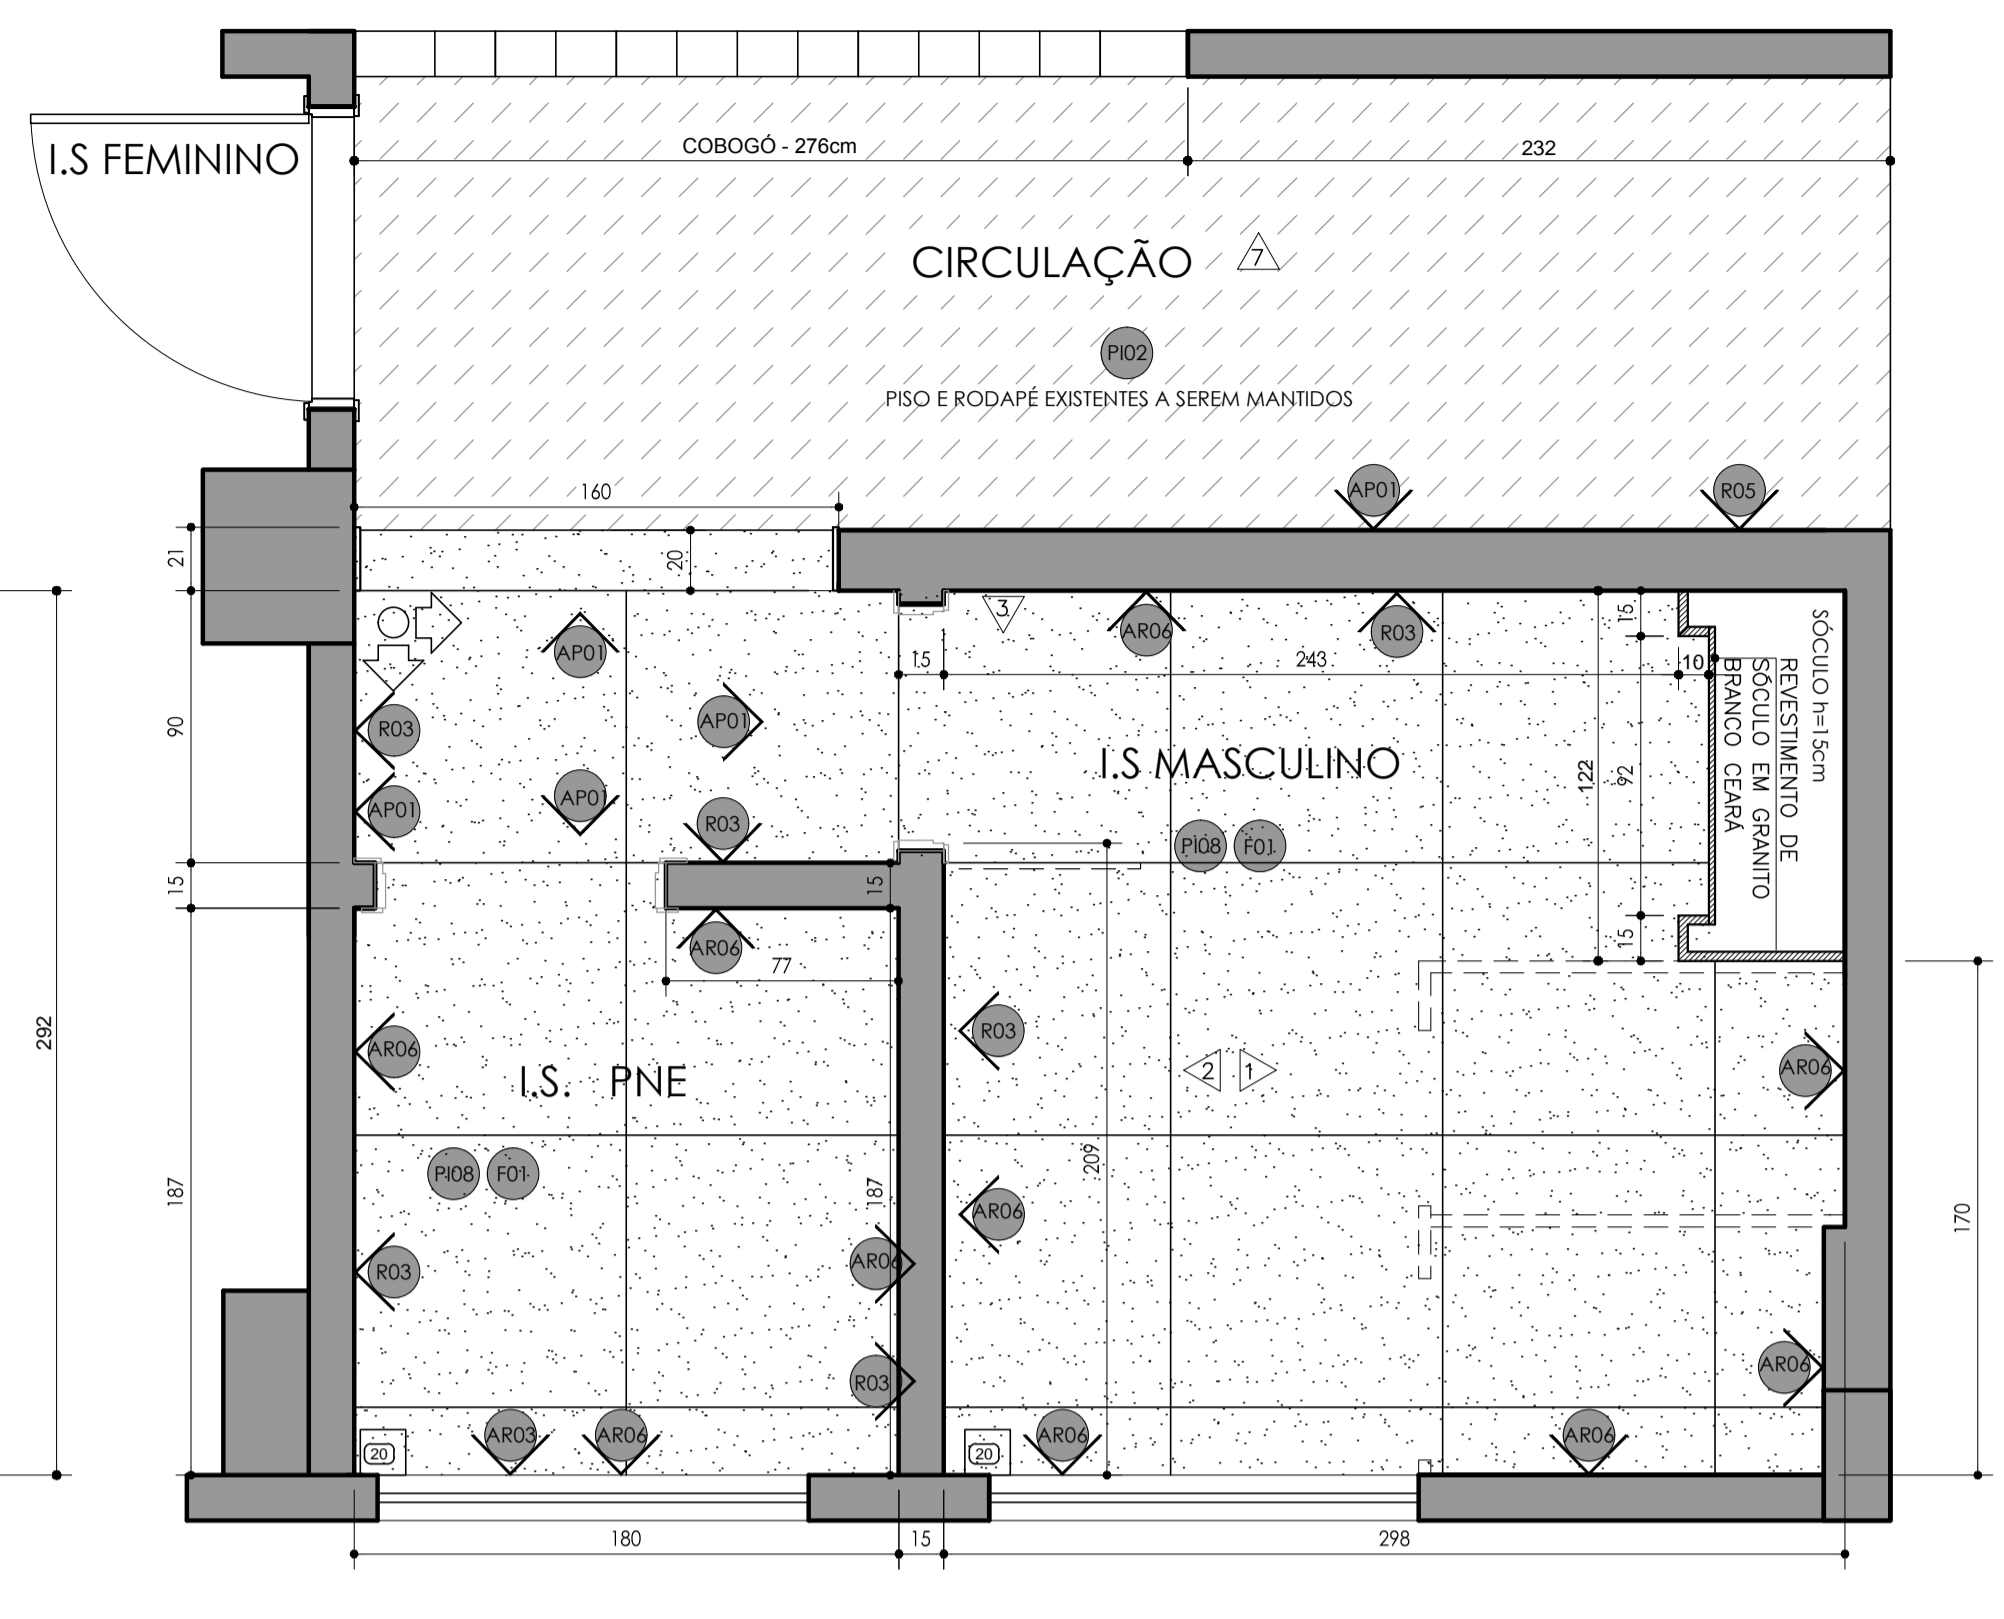 I.S FEMININO
COBOGÓ - 276cm
232
CIRCULAÇÃO
7
PI02
PISO E RODAPÉ EXISTENTES A SEREM MANTIDOS
160
AP01
R05
21
20
3
AR06
R03
15
SÓCULO h=15cm
REVESTIMENTO DE
SÓCULO EM GRANITO
BRANCO CEARÁ
AP01
15
243
10
90
R03
AP01
I.S MASCULINO
122
92
AP01
AP01
R03
PI08
F01
15
15
15
AR06
77
292
AR06
R03
I.S. PNE
2
1
AR06
209
PI08
F01
187
187
AR06
170
R03
AR06
R03
AR06
20
AR03
AR06
20
AR06
AR06
180
15
298